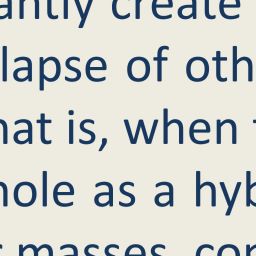 antly create
lapse of oth
hat is, when
hole as a hyb
masses, con